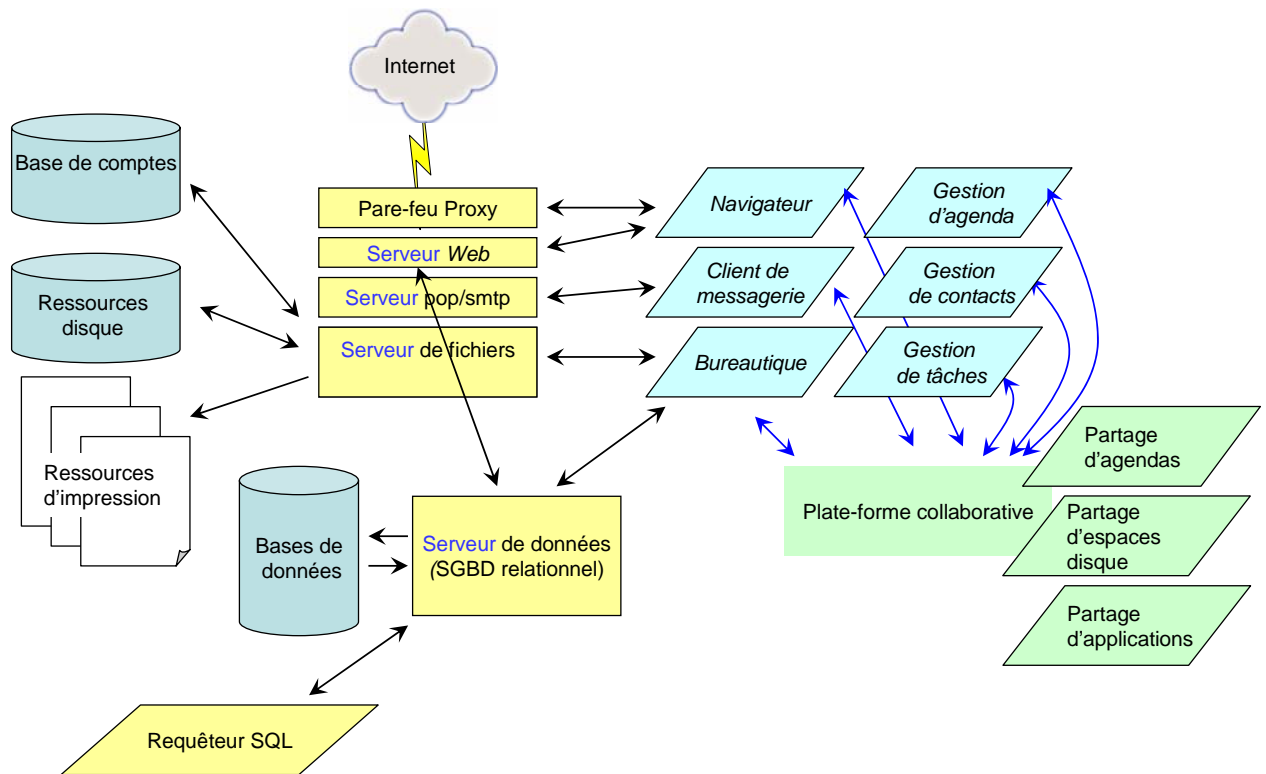 Internet
Base de comptes
Pare-feu Proxy
Serveur Web
Serveur pop/smtp
Serveur de fichiers
Ressources
disque
Ressources
d'impression
Navigateur
Client de
messagerie
Bureautique
Gestion
d’agenda
Gestion
de contacts
Gestion
de tâches
Bases de
données
Serveur de données
(SGBD relationnel)
Plate-forme collaborative
Partage
d’agendas
Partage
d’espaces
disque
Partage
d’applications
Requêteur SQL